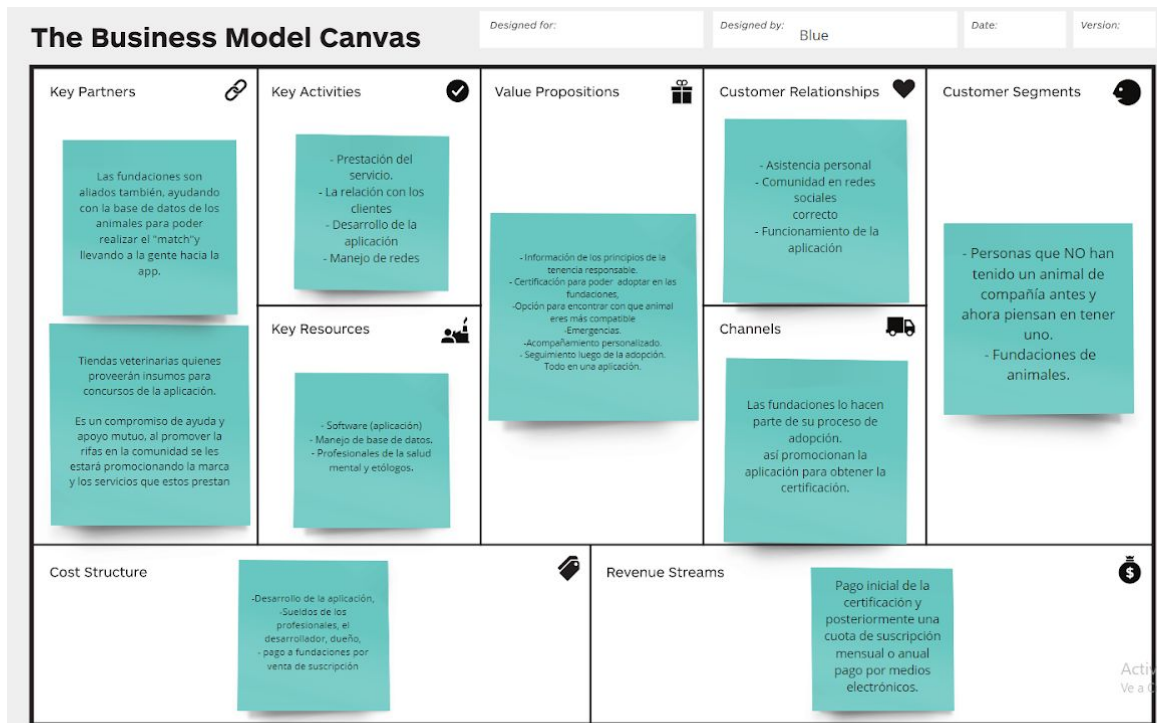 The Business Model Canvas
Designed for:
Designed by:
Blue
Date:
Version:
Key Partners
Las fundaciones son
aliados también, ayudando
con la base de datos de los
animales para poder
realizar el "match"y
llevando a la gente hacia la
app.
Tiendas veterinarias quienes
proveerán insumos para
concursos de la aplicación.
Es un compromiso de ayuda y
apoyo mutuo, al promover la
rifas en la comunidad se les
estará promocionando la marca
y los servicios que estos prestan
Key Activities
- Prestación del
servicio.
- La relación con los
clientes
- Desarrollo de la
aplicación
- Manejo de redes
Key Resources
- Software (aplicación)
- Manejo de base de datos.
- Profesionales de la salud
mental y etólogos.
Value Propositions
- Información de los principios de la
tenencia responsable.
- Certificación para poder adoptar en las
fundaciones,
-Opción para encontrar con que animal
eres más compatible
-Emergencias.
-Acompañamiento personalizado.
- Seguimiento luego de la adopción.
Todo en una aplicación.
Customer Relationships
- Asistencia personal
- Comunidad en redes
sociales
correcto
- Funcionamiento de la
aplicación
Channels
Las fundaciones lo hacen
parte de su proceso de
adopción.
así promocionan la
aplicación para obtener la
certificación.
Customer Segments
- Personas que NO han
tenido un animal de
compañía antes y
ahora piensan en tener
uno.
- Fundaciones de
animales.
Cost Structure
-Desarrollo de la aplicación,
-Sueldos de los
profesionales, el
desarrollador, dueño,
- pago a fundaciones por
venta de suscripción
Revenue Streams
$
Pago inicial de la
certificación y
posteriormente una
cuota de suscripción
mensual o anual
pago por medios
electrónicos.
Ve a